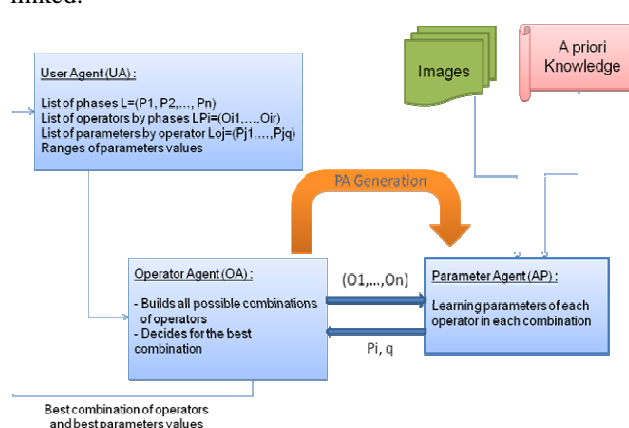 linked.
User Agent (UA) :
List of phases L=(P1, P2,..., Pn)
List of operators by phases LPi=(Oi1,.....Oir)
List of parameters by operator Loj=(Pj1,...,Pjq)
Ranges of parameters values
Images
A priori
Knowledge
PA Generation
Operator Agent (OA) :
- Builds all possible combinations
of operators
- Decides for the best
combination
(O1,...,On)
Pi, q
Parameter Agent (AP) :
Learning parameters of each
operator in each combination
Best combination of operators
and best parameters values